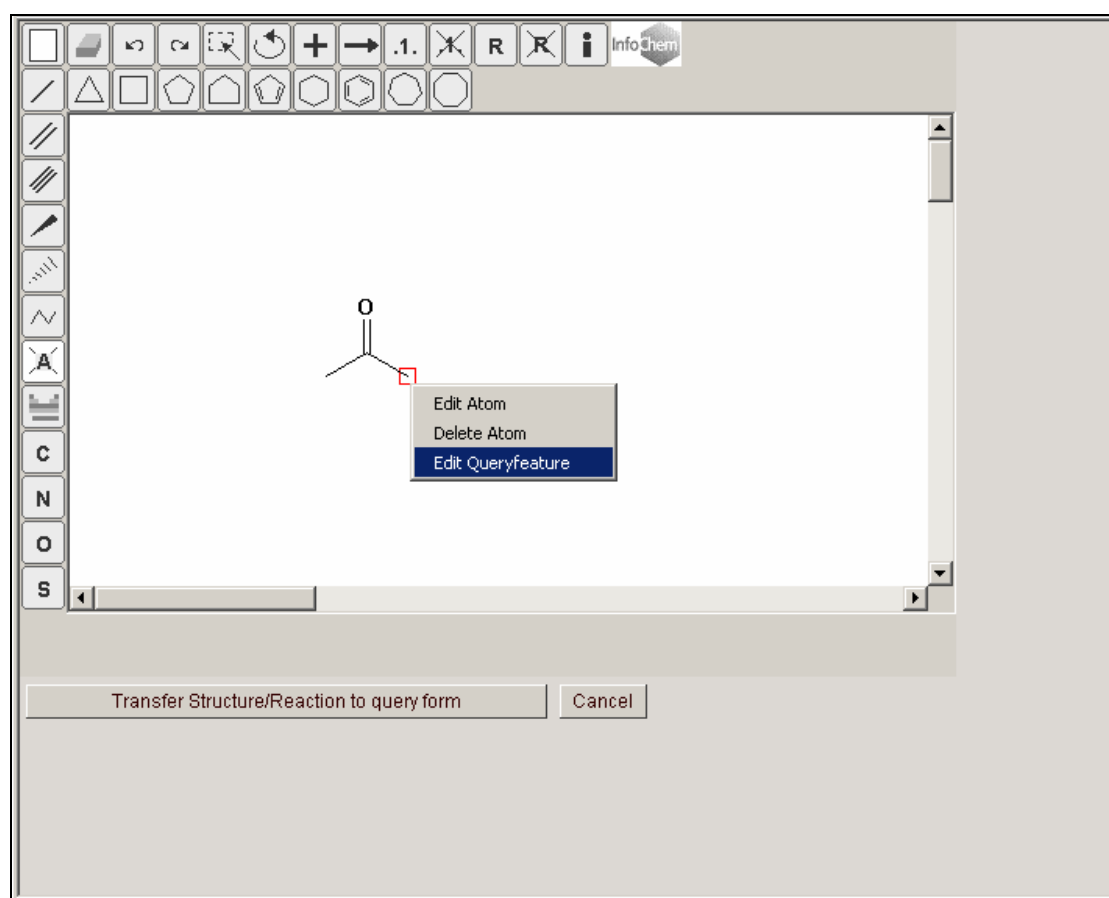 .1. R R i InfoChem
O
A
Edit Atom
Delete Atom
Edit Queryfeature
C
N
O
S
Transfer Structure/Reaction to query form Cancel